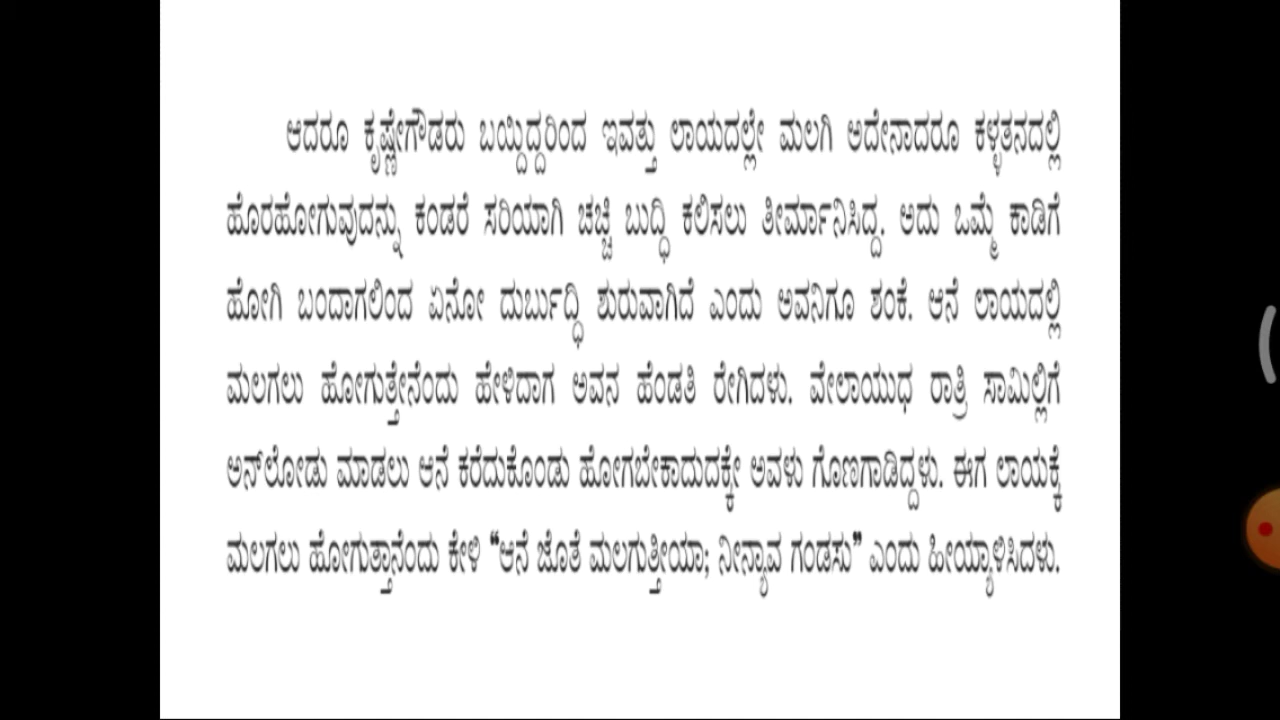 ಆದರೂ ಕೃಷ್ಣೇಗೌಡರು ಬಯ್ದಿದ್ದರಿಂದ ಇವತ್ತು ಲಾಯದಲ್ಲೇ ಮಲಗಿ ಅದೇನಾದರೂ ಕಳ್ಳತನದಲ್ಲಿ
ಹೊರಹೋಗುವುದನ್ನು ಕಂಡರೆ ಸರಿಯಾಗಿ ಚಚ್ಚಿ ಬುದ್ಧಿ ಕಲಿಸಲು ತೀರ್ಮಾನಿಸಿದ್ದ. ಅದು ಒಮ್ಮೆ ಕಾಡಿಗೆ
ಹೋಗಿ ಬಂದಾಗಲಿಂದ ಏನೋ ದುರ್ಬುದ್ಧಿ ಶುರುವಾಗಿದೆ ಎಂದು ಅವನಿಗೂ ಶಂಕೆ. ಆನೆ ಲಾಯದಲ್ಲಿ
ಮಲಗಲು ಹೋಗುತ್ತೇನೆಂದು ಹೇಳಿದಾಗ ಅವನ ಹೆಂಡತಿ ರೇಗಿದಳು. ವೇಲಾಯುಧ ರಾತ್ರಿ ಸಾಮಿಲ್ಲಿಗೆ
ಅನ್‌ಲೋಡು ಮಾಡಲು ಆನೆ ಕರೆದುಕೊಂಡು ಹೋಗಬೇಕಾದುದಕ್ಕೇ ಅವಳು ಗೊಣಗಾಡಿದ್ದಳು. ಈಗ ಲಾಯಕ್ಕೆ
ಮಲಗಲು ಹೋಗುತ್ತಾನೆಂದು ಕೇಳಿ “ಆನೆ ಜೊತೆ ಮಲಗುತ್ತೀಯಾ; ನೀನ್ಯಾವ ಗಂಡಸು” ಎಂದು ಹೀಯ್ಯಾಳಿಸಿದಳು.